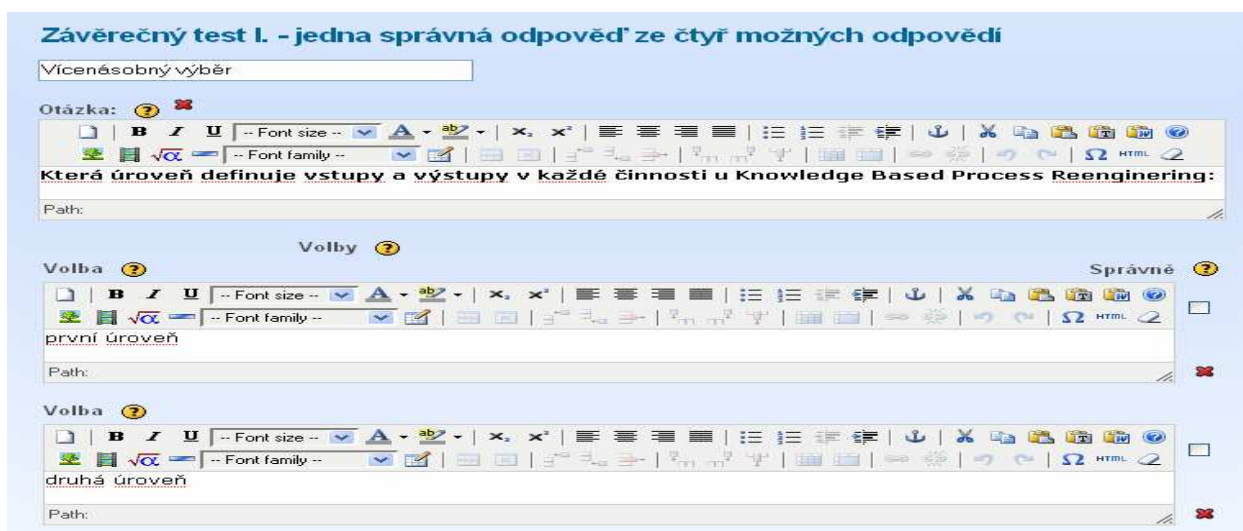 Závěrečný test I. - jedna správná odpověď ze čtyř možných odpovědí
Vícenásobný výběr
Otázka:
B I U -- Font size --
-- Font family -- HTML
Která úroveň definuje vstupy a výstupy v každé činnosti u Knowledge Based Process Reenginering:
Path:
Volby
Volba Správně
B I U -- Font size --
-- Font family -- HTML
první úroveň
Path:
Volba
B I U -- Font size --
-- Font family -- HTML
druhá úroveň
Path: